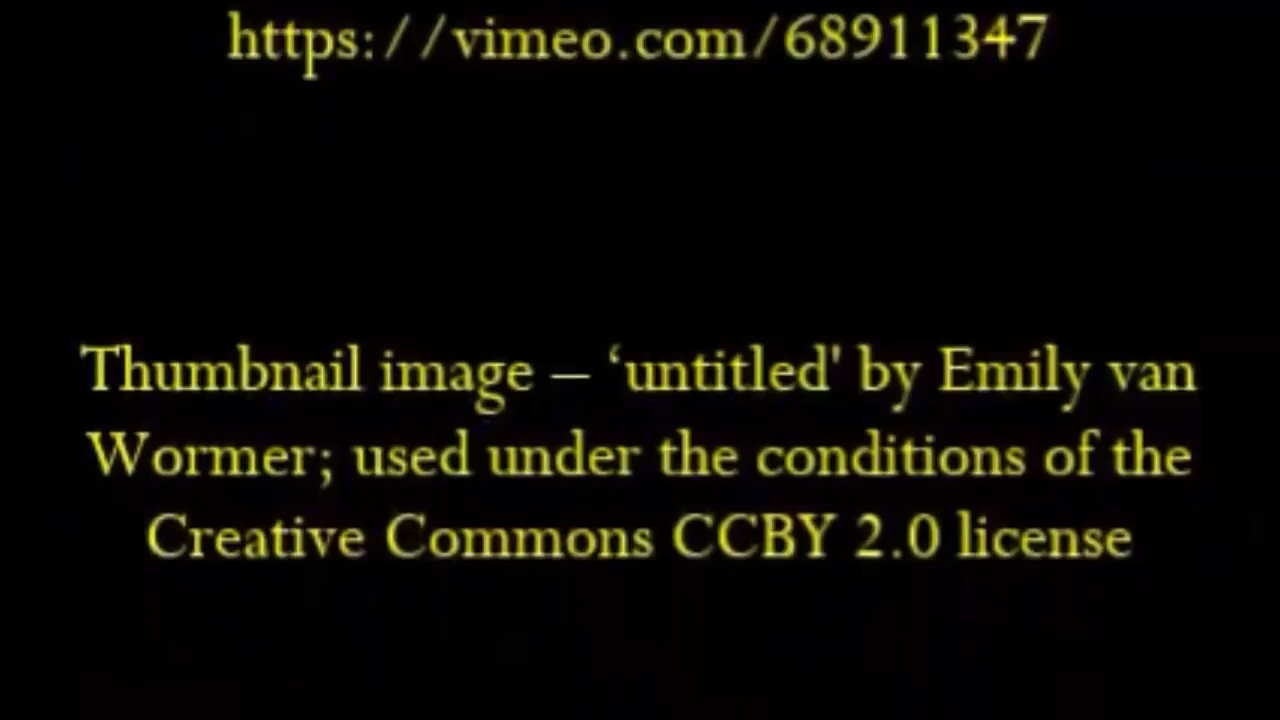 https://vimeo.com/68911347
Thumbnail image – ‘untitled' by Emily van
Wormer; used under the conditions of the
Creative Commons CCBY 2.0 license